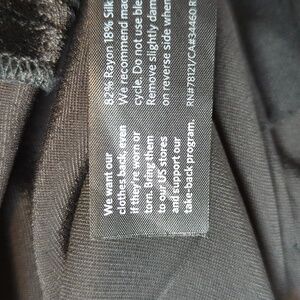 82% Rayon 18% Silk
We recommend mac
cycle. Do not use ble
Remove slightly dam
on reverse side when
RN#78121/CA#34460 R
We want our
clothes back, even
if they're worn or
torn. Bring them
to our US stores
and support our
take-back program.